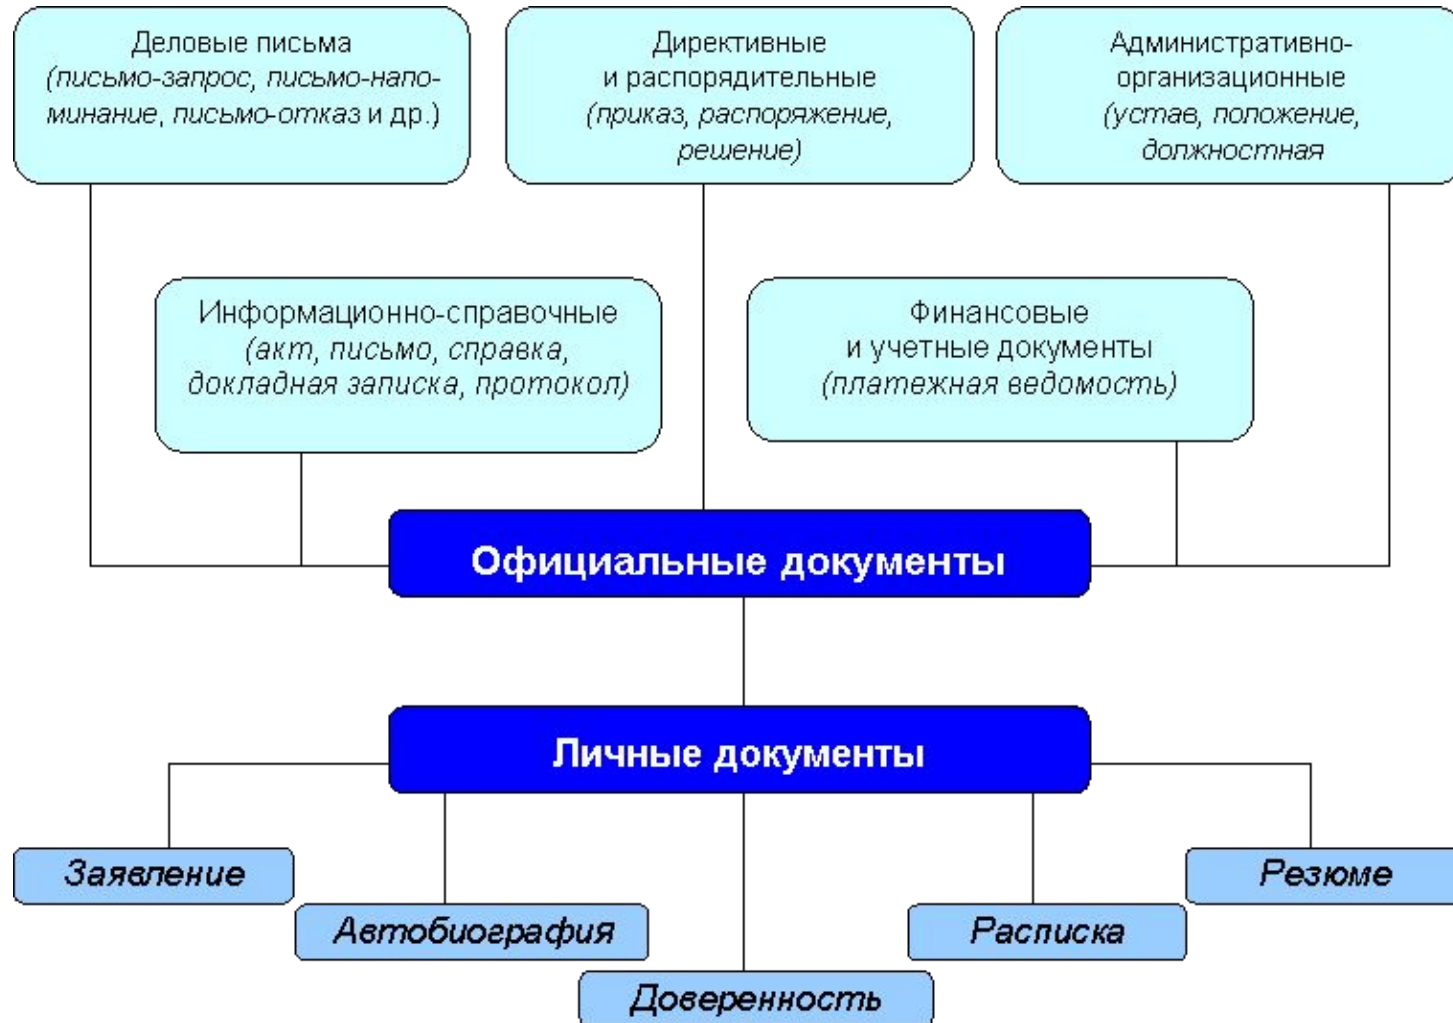 Деловые письма
(письмо-запрос, письмо-напо-
минание, письмо-отказ и др.)
Директивные
и распорядительные
(приказ, распоряжение,
решение)
Административно-
организационные
(устав, положение,
должностная
Информационно-справочные
(акт, письмо, справка,
докладная записка, протокол)
Финансовые
и учетные документы
(платежная ведомость)
Официальные документы
Личные документы
Заявление
Автобиография
Доверенность
Расписка
Резюме